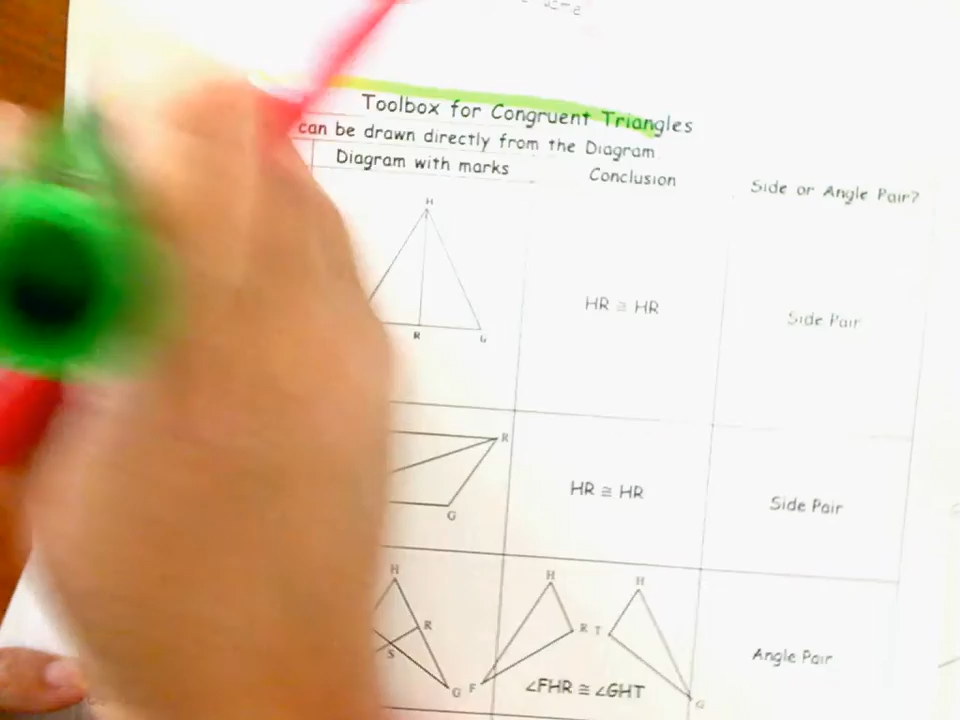 Toolbox for Congruent Triangles
can be drawn directly from the Diagram
Diagram with marks
Conclusion
Side or Angle Pair?
H
R
G
HR ≅ HR
Side Pair
R
G
HR ≅ HR
Side Pair
H
R
S
G
H
R
F
H
T
G
∠FHR ≅ ∠GHT
Angle Pair